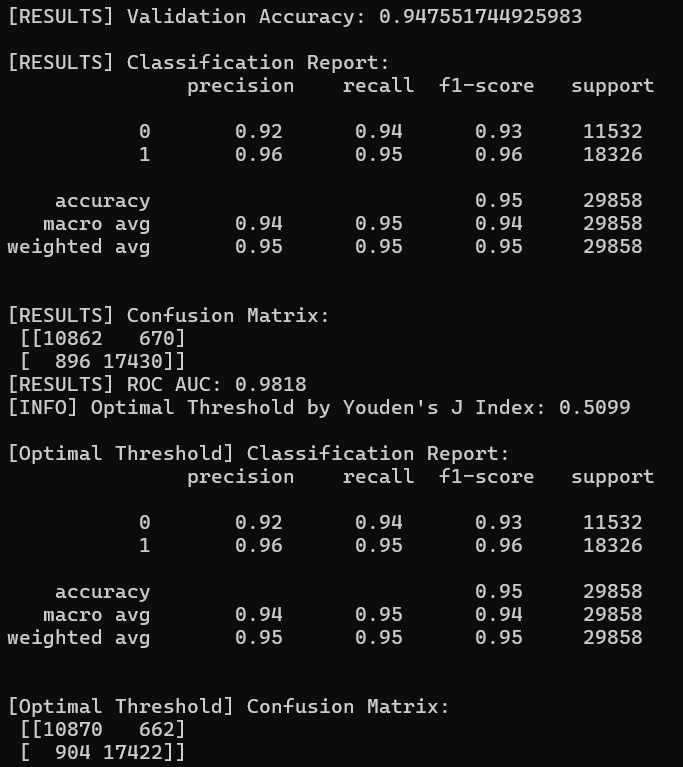 [RESULTS] Validation Accuracy: 0.947551744925983
[RESULTS] Classification Report:
precision recall f1-score support
0 0.92 0.94 0.93 11532
1 0.96 0.95 0.96 18326
accuracy 0.95 29858
macro avg 0.94 0.95 0.94 29858
weighted avg 0.95 0.95 0.95 29858
[RESULTS] Confusion Matrix:
[[10862 670]
[ 896 17430]]
[RESULTS] ROC AUC: 0.9818
[INFO] Optimal Threshold by Youden's J Index: 0.5099
[Optimal Threshold] Classification Report:
precision recall f1-score support
0 0.92 0.94 0.93 11532
1 0.96 0.95 0.96 18326
accuracy 0.95 29858
macro avg 0.94 0.95 0.94 29858
weighted avg 0.95 0.95 0.95 29858
[Optimal Threshold] Confusion Matrix:
[[10870 662]
[ 904 17422]]